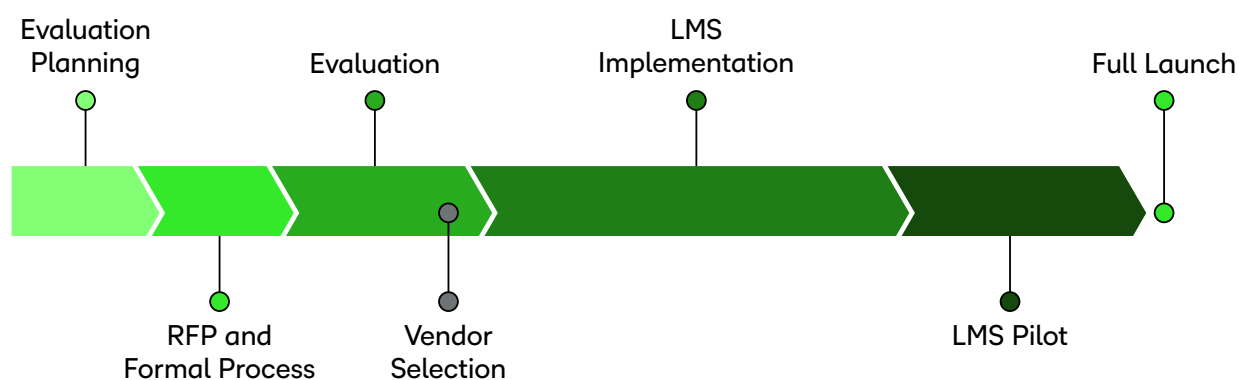 Evaluation
Planning
Evaluation
LMS
Implementation
Full Launch
RFP and
Formal Process
Vendor
Selection
LMS Pilot